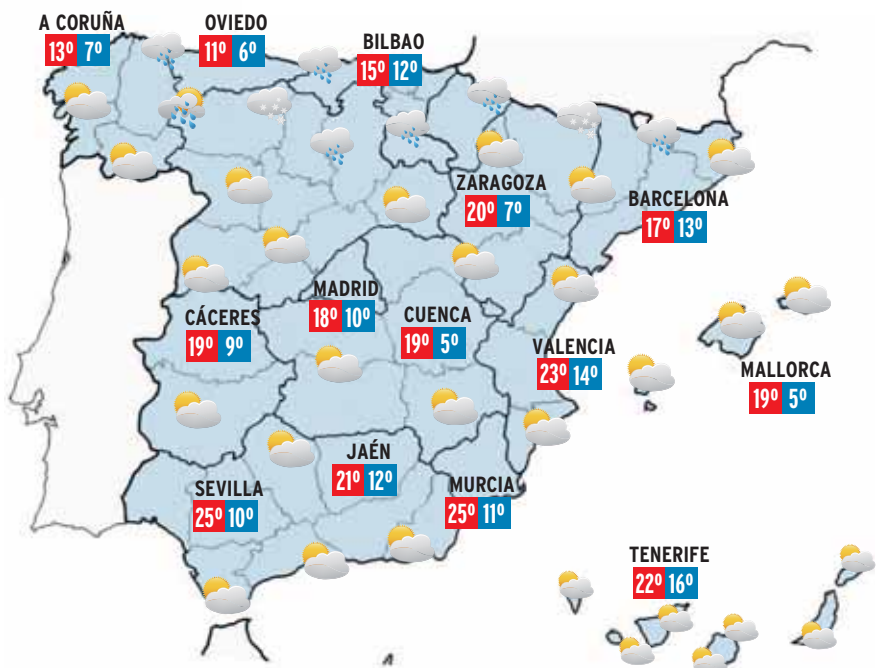 A CORUÑA
13º 7º
OVIEDO
11º 6º
BILBAO
15º 12º
ZARAGOZA
20º 7º
BARCELONA
17º 13º
MADRID
18º 10º
CÁCERES
19º 9º
CUENCA
19º 5º
VALENCIA
23º 14º
MALLORCA
19º 5º
JAÉN
21º 12º
SEVILLA
25º 10º
MURCIA
25º 11º
TENERIFE
22º 16º